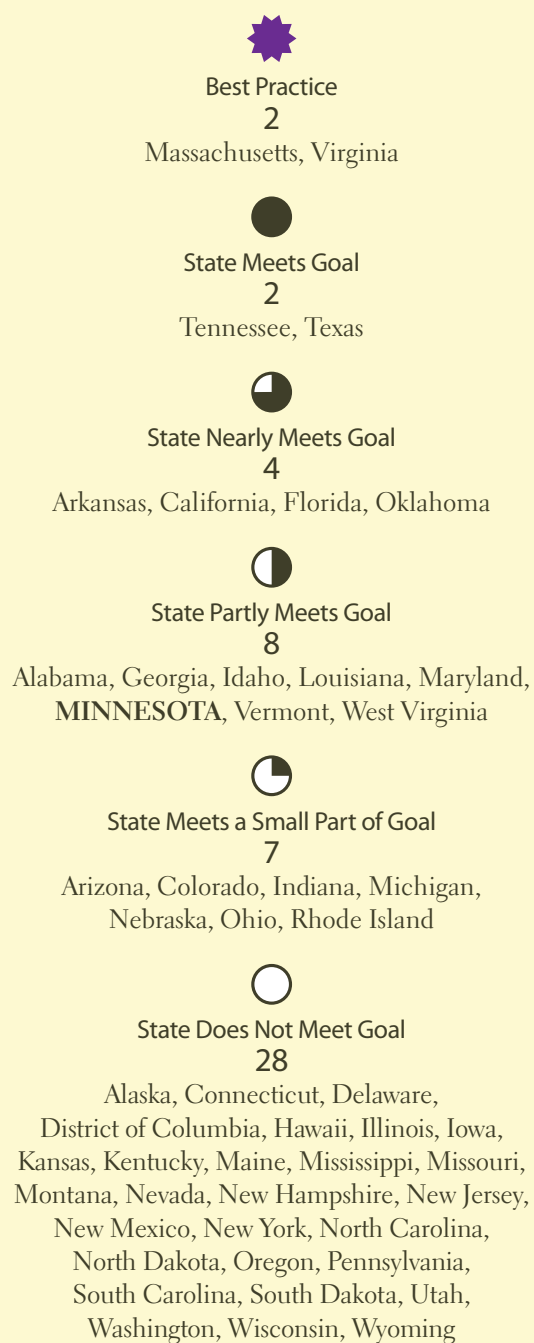 Best Practice
2
Massachusetts, Virginia
State Meets Goal
2
Tennessee, Texas
State Nearly Meets Goal
4
Arkansas, California, Florida, Oklahoma
State Partly Meets Goal
8
Alabama, Georgia, Idaho, Louisiana, Maryland,
MINNESOTA, Vermont, West Virginia
State Meets a Small Part of Goal
7
Arizona, Colorado, Indiana, Michigan,
Nebraska, Ohio, Rhode Island
State Does Not Meet Goal
28
Alaska, Connecticut, Delaware,
District of Columbia, Hawaii, Illinois, Iowa,
Kansas, Kentucky, Maine, Mississippi, Missouri,
Montana, Nevada, New Hampshire, New Jersey,
New Mexico, New York, North Carolina,
North Dakota, Oregon, Pennsylvania,
South Carolina, South Dakota, Utah,
Washington, Wisconsin, Wyoming